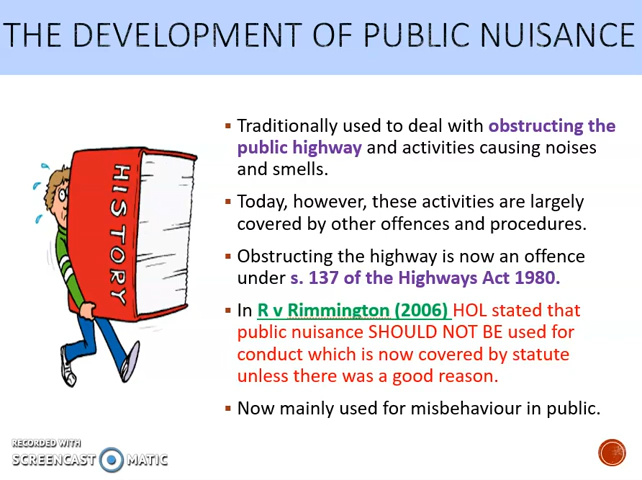 THE DEVELOPMENT OF PUBLIC NUISANCE
▪ Traditionally used to deal with obstructing the
public highway and activities causing noises
and smells.
▪ Today, however, these activities are largely
covered by other offences and procedures.
▪ Obstructing the highway is now an offence
under s. 137 of the Highways Act 1980.
▪ In R v Rimmington (2006) HOL stated that
public nuisance SHOULD NOT BE used for
conduct which is now covered by statute
unless there was a good reason.
▪ Now mainly used for misbehaviour in public.
HISTORY
RECORDED WITH
SCREENCAST MATIC